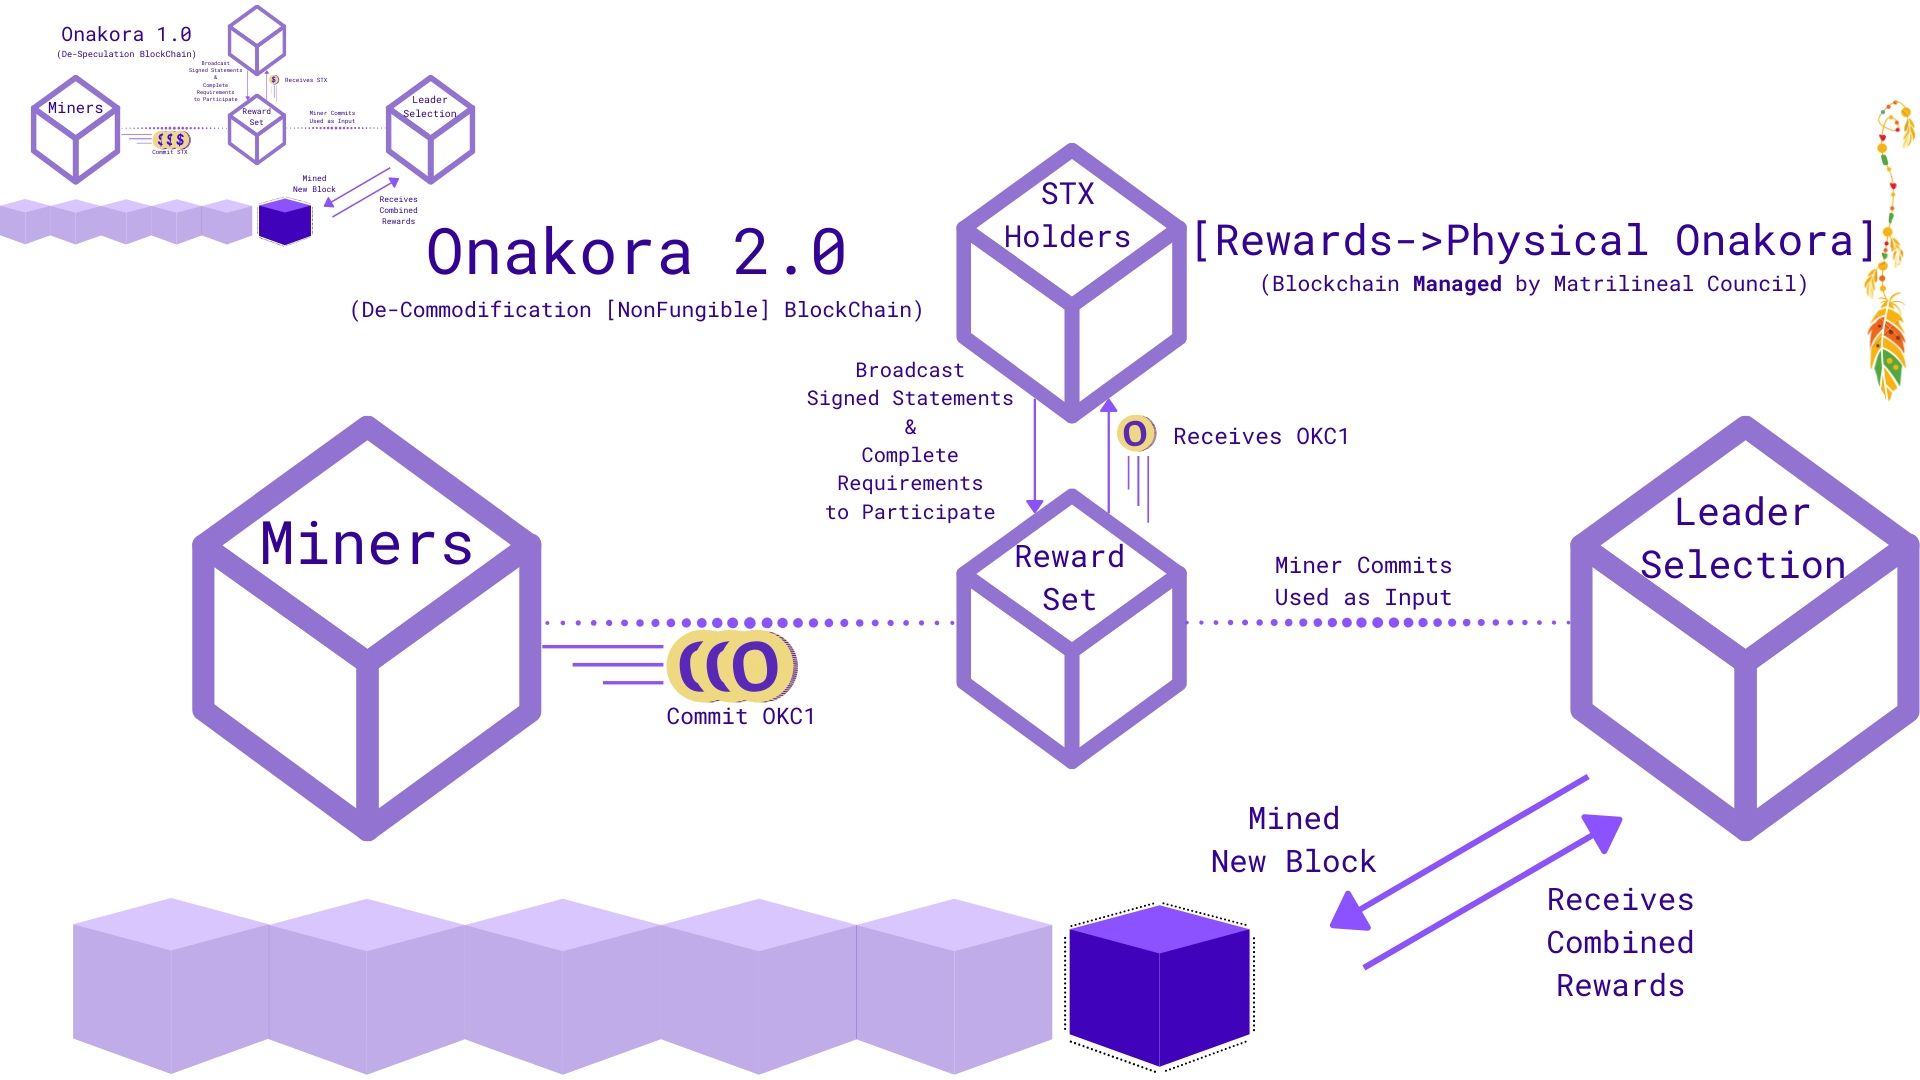 Onakora 1.0
(De-Speculation BlockChain)
Broadcast
Signed Statements
&
Complete
Requirements
to Participate
$
Receives STX
Miners
Reward
Set
Leader
Selection
Miner Commits
Used as Input
$
Commit STX
Mined
New Block
Receives
Combined
Rewards
Onakora 2.0
(De-Commodification [NonFungible] BlockChain)
STX
Holders
[Rewards->Physical Onakora]
(Blockchain Managed by Matrilineal Council)
Broadcast
Signed Statements
&
Complete
Requirements
to Participate
O
Receives OKC1
Miners
Reward
Set
Miner Commits
Used as Input
Leader
Selection
O
Commit OKC1
Mined
New Block
Receives
Combined
Rewards